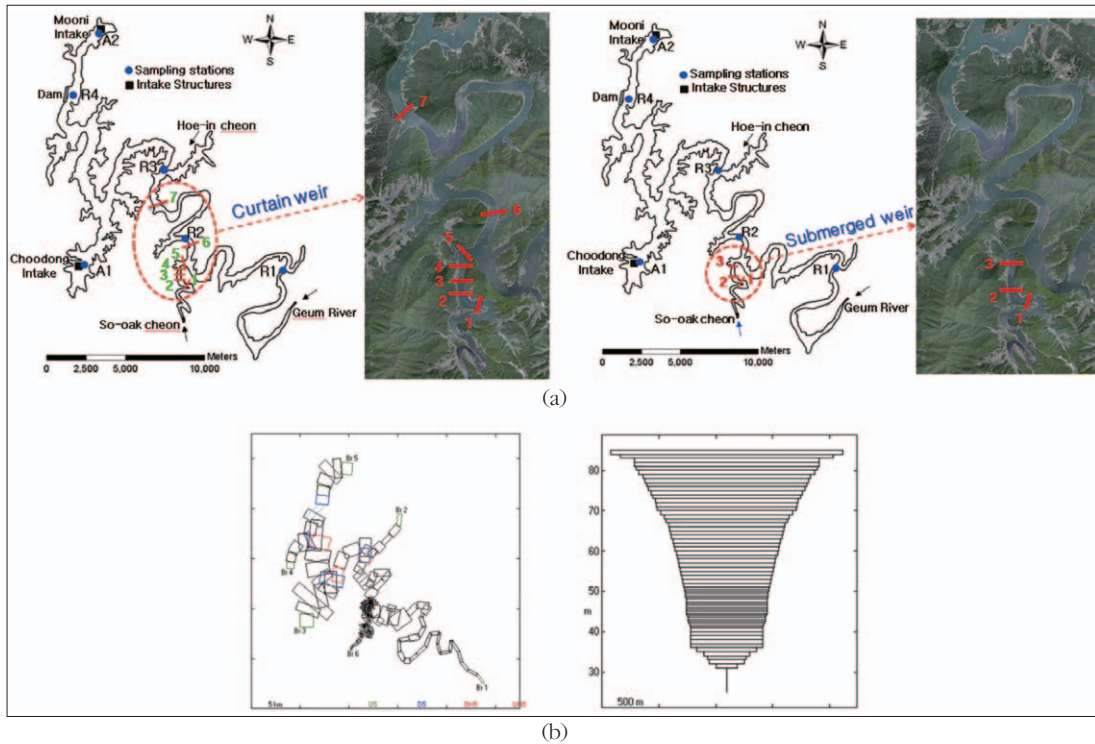 Mooni
Intake
A2
N
W E
S
Sampling stations
Intake Structures
Dam
R4
Hoe-in cheon
R3
7
Curtain weir
R2
6
5
4
3
2
Choodong
Intake
A1
R1
Geum River
So-oak cheon
Meters
0 2,500 5,000 10,000
7
6
5
4
3
2
1
Mooni
Intake
A2
N
W E
S
Sampling stations
Intake Structures
Dam
R4
Hoe-in cheon
R3
R2
Submerged weir
3
2
1
Choodong
Intake
A1
R1
Geum River
So-oak cheon
Meters
0 2,500 5,000 10,000
3
2
1
(a)
Br 5
Br 2
Br 4
Br 3
Br 6
Br 1
5 km
US
DS
80
70
60
50
m
40
30
500 m
(b)